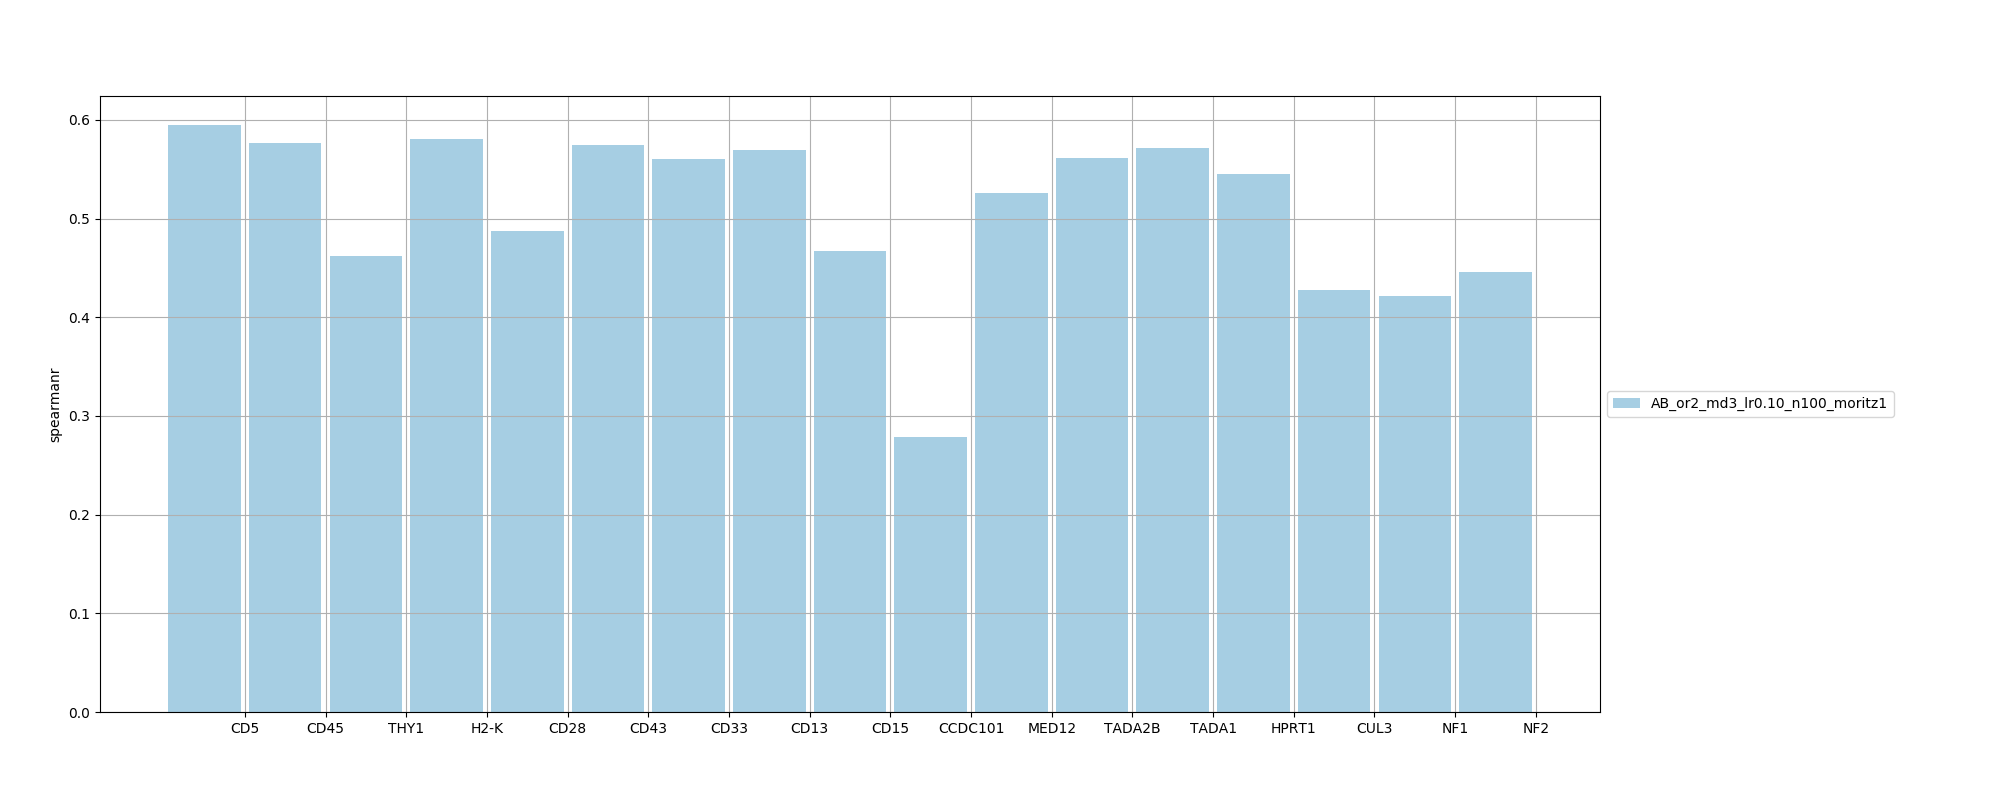 0.6
0.5
0.4
0.3
0.2
0.1
0.0
spearmanr
CD5 CD45 THY1 H2-K CD28 CD43 CD33 CD13 CD15 CCDC101 MED12 TADA2B TADA1 HPRT1 CUL3 NF1 NF2
AB_or2_md3_lr0.10_n100_moritz1